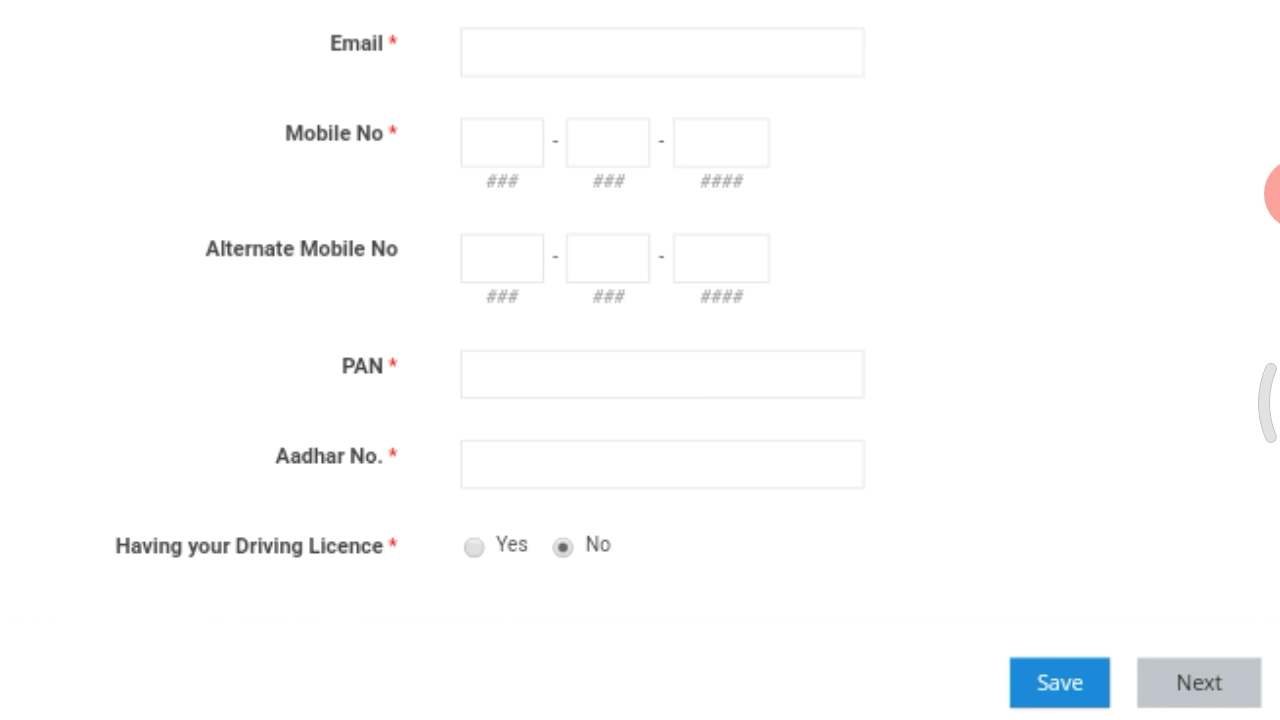 Email *
Mobile No *
- -
### ### ####
Alternate Mobile No
- -
### ### ####
PAN *
Aadhar No. *
Having your Driving Licence * Yes No
Save Next